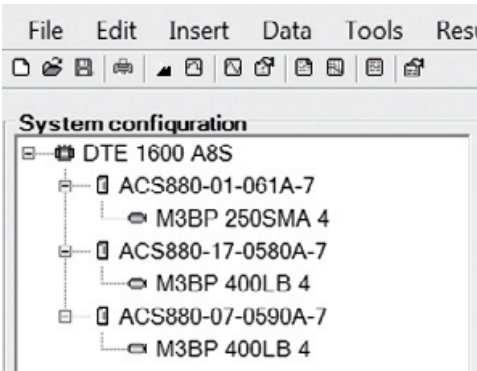 File Edit Insert Data Tools
System configuration
DTE 1600 A8S
ACS880-01-061A-7
M3BP 250SMA 4
ACS880-17-0580A-7
M3BP 400LB 4
ACS880-07-0590A-7
M3BP 400LB 4